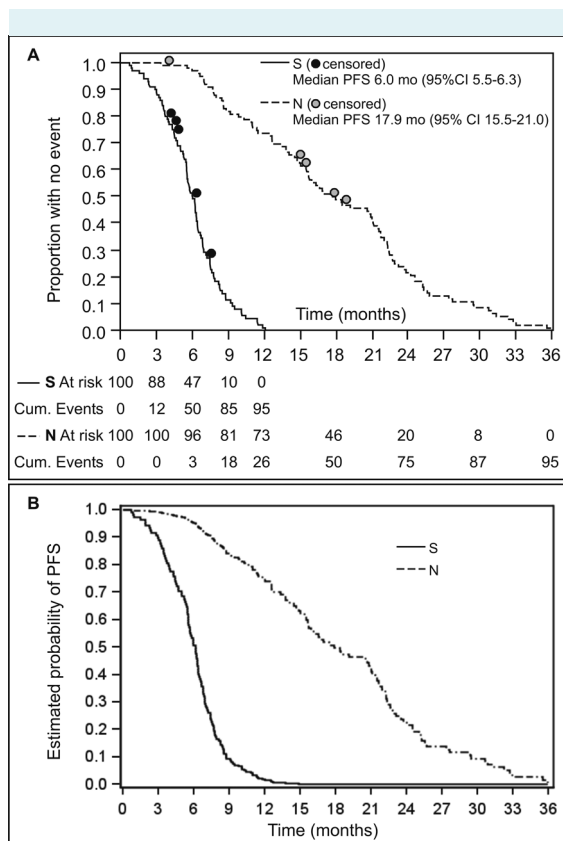 A
S (● censored)
Median PFS 6.0 mo (95%CI 5.5-6.3)
N (● censored)
Median PFS 17.9 mo (95% CI 15.5-21.0)
Proportion with no event
1.0
0.9
0.8
0.7
0.6
0.5
0.4
0.3
0.2
0.1
0.0
Time (months)
0 3 6 9 12 15 18 21 24 27 30 33 36
S At risk 100 88 47 10 0
Cum. Events 0 12 50 85 95
N At risk 100 100 96 81 73 46 20 8 0
Cum. Events 0 0 3 18 26 50 75 87 95
B
S
N
Estimated probability of PFS
1.0
0.9
0.8
0.7
0.6
0.5
0.4
0.3
0.2
0.1
0.0
0 3 6 9 12 15 18 21 24 27 30 33 36
Time (months)